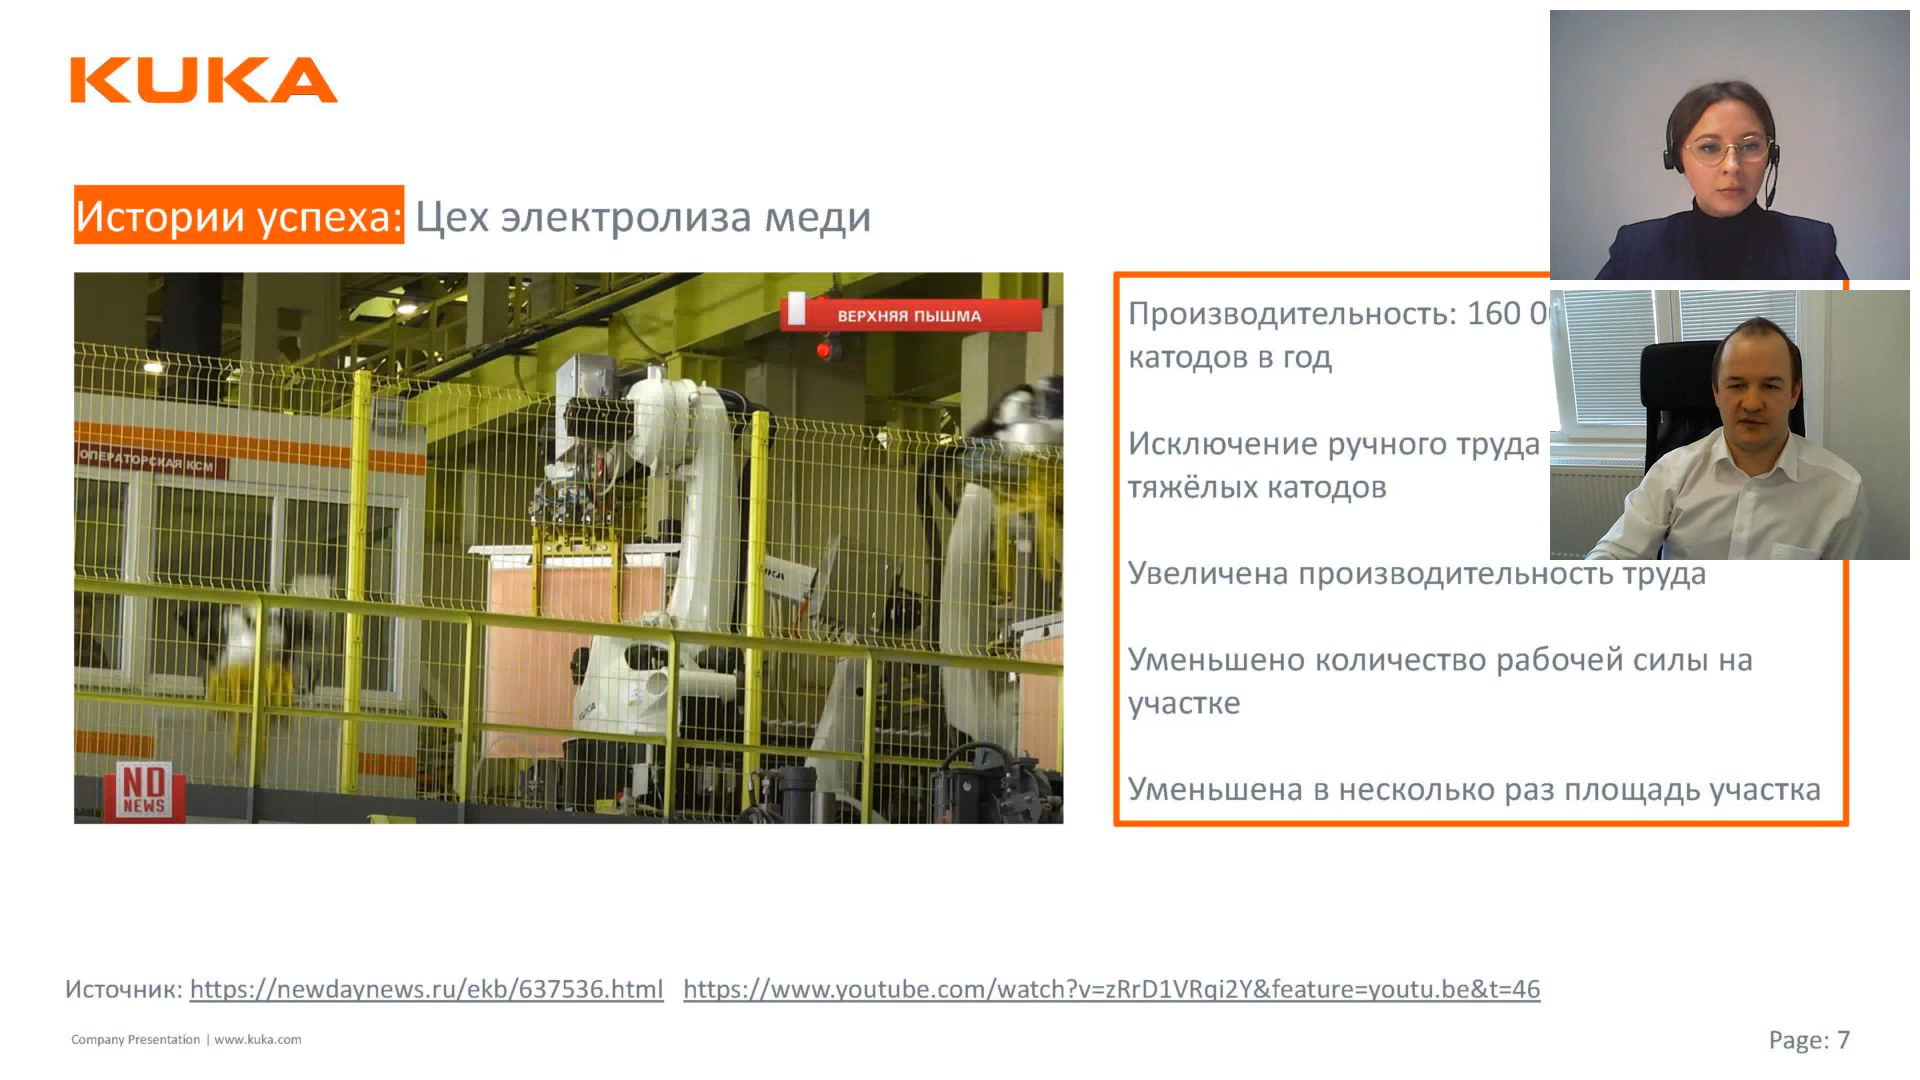 KUKA
Истории успеха: Цех электролиза меди
ВЕРХНЯЯ ПЫШМА
ОПЕРАТОРСКАЯ КСМ
KUKA
KUKA
ND
NEWS
Производительность: 160
катодов в год
Исключение ручного труда
тяжёлых катодов
Увеличена производительность труда
Уменьшено количество рабочей силы на
участке
Уменьшена в несколько раз площадь участка
Источник: https://newdaynews.ru/ekb/637536.html https://www.youtube.com/watch?v=zRrD1VRqi2Y&feature=youtu.be&t=46
Company Presentation | www.kuka.com
Page: 7